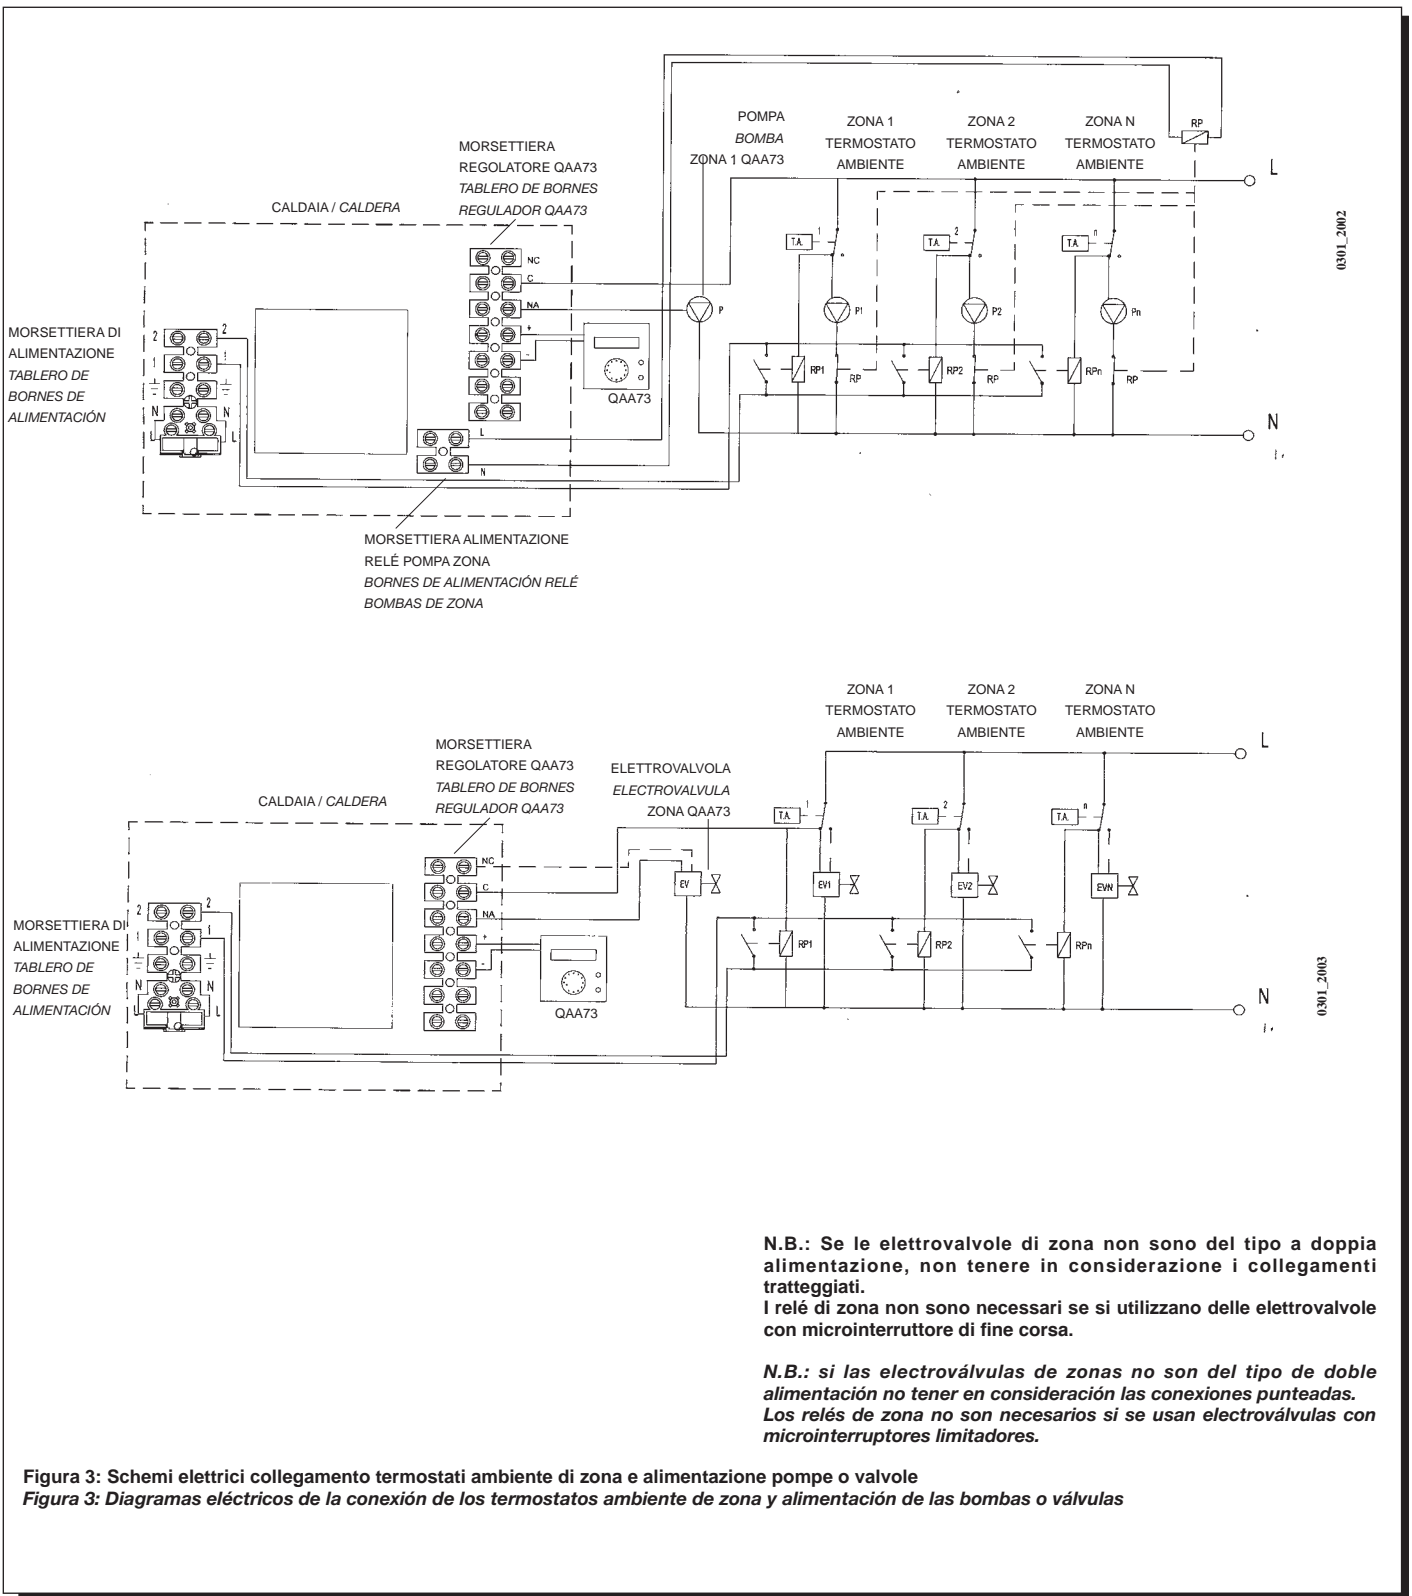 POMPA
BOMBA
ZONA 1 QAA73
ZONA 1
TERMOSTATO
AMBIENTE
ZONA 2
TERMOSTATO
AMBIENTE
ZONA N
TERMOSTATO
AMBIENTE
RP
L
MORSETTIERA
REGOLATORE QAA73
TABLERO DE BORNES
REGULADOR QAA73
CALDAIA / CALDERA
0301_2002
T.A.
1
T.A.
2
T.A.
n
NC
C
NA
+
-
P
P1
P2
Pn
MORSETTIERA DI
ALIMENTAZIONE
TABLERO DE
BORNES DE
ALIMENTACIÓN
2
2
1
1
N
N
L
L
QAA73
RP1
RP
RP2
RP
RPn
RP
L
N
N
MORSETTIERA ALIMENTAZIONE
RELÉ POMPA ZONA
BORNES DE ALIMENTACIÓN RELÉ
BOMBAS DE ZONA
ZONA 1
TERMOSTATO
AMBIENTE
ZONA 2
TERMOSTATO
AMBIENTE
ZONA N
TERMOSTATO
AMBIENTE
L
MORSETTIERA
REGOLATORE QAA73
TABLERO DE BORNES
REGULADOR QAA73
ELETTROVALVOLA
ELECTROVALVULA
ZONA QAA73
CALDAIA / CALDERA
T.A.
1
T.A.
2
T.A.
n
NC
C
NA
+
-
EV
EV1
EV2
EVN
MORSETTIERA DI
ALIMENTAZIONE
TABLERO DE
BORNES DE
ALIMENTACIÓN
2
2
1
1
N
N
L
L
QAA73
RP1
RP2
RPn
N
0301_2003
N.B.: Se le elettrovalvole di zona non sono del tipo a doppia
alimentazione, non tenere in considerazione i collegamenti
tratteggiati.
I relé di zona non sono necessari se si utilizzano delle elettrovalvole
con microinterruttore di fine corsa.
N.B.: si las electroválvulas de zonas no son del tipo de doble
alimentación no tener en consideración las conexiones punteadas.
Los relés de zona no son necesarios si se usan electroválvulas con
microinterruptores limitadores.
Figura 3: Schemi elettrici collegamento termostati ambiente di zona e alimentazione pompe o valvole
Figura 3: Diagramas eléctricos de la conexión de los termostatos ambiente de zona y alimentación de las bombas o válvulas